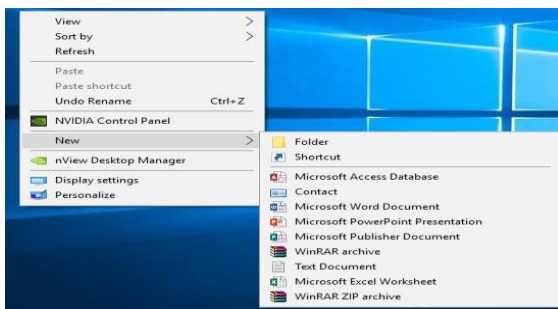 View >
Sort by >
Refresh
Paste
Paste shortcut
Undo Rename Ctrl+Z
NVIDIA Control Panel
New >
nView Desktop Manager
Display settings
Personalize
Folder
Shortcut
Microsoft Access Database
Contact
Microsoft Word Document
Microsoft PowerPoint Presentation
Microsoft Publisher Document
WinRAR archive
Text Document
Microsoft Excel Worksheet
WinRAR ZIP archive